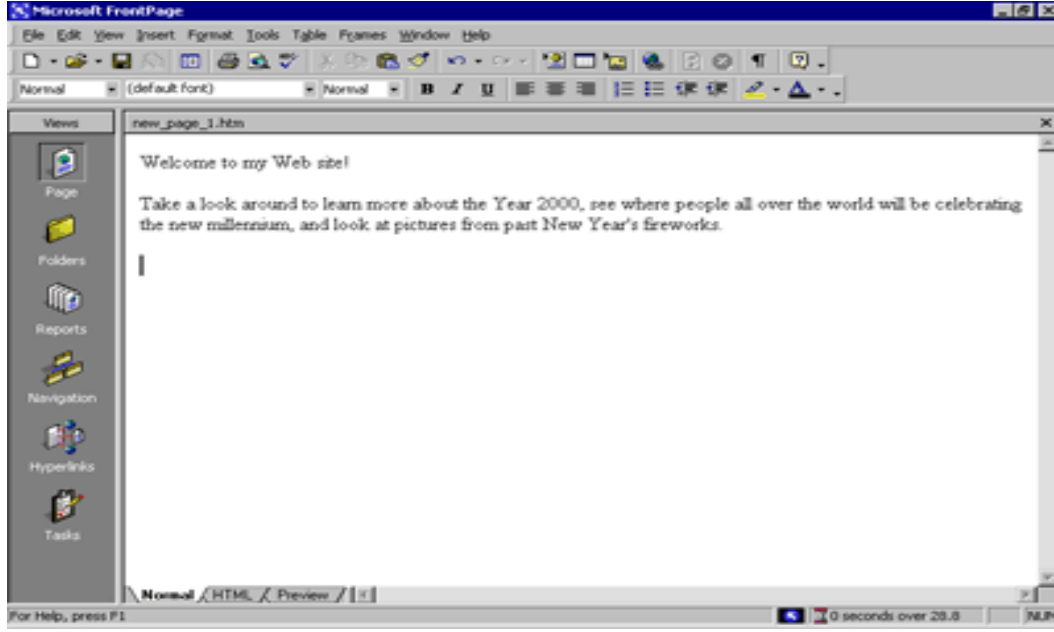 Microsoft FrontPage
File Edit View Insert Format Tools Table Frames Window Help
Normal (default font) Normal B I U A
Views new_page_1.htm
Page
Folders
Reports
Navigation
Hyperlinks
Tasks
Welcome to my Web site!
Take a look around to learn more about the Year 2000, see where people all over the world will be celebrating
the new millennium, and look at pictures from past New Year's fireworks.
Normal HTML Preview
For Help, press F1 0 seconds over 28.8 NUM